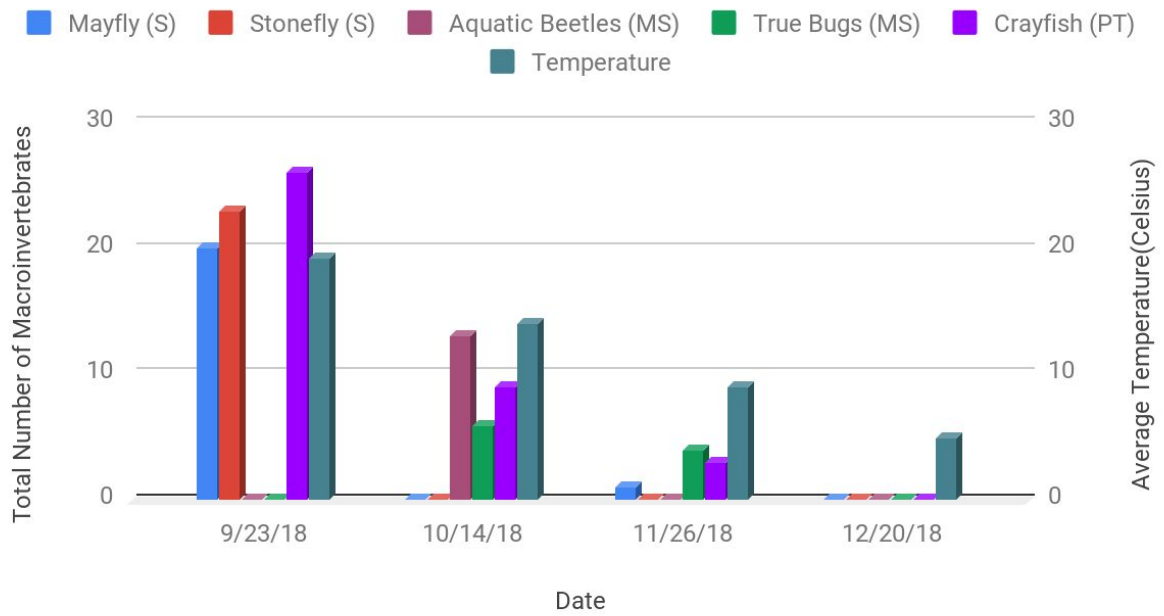 Mayfly (S) Stonefly (S) Aquatic Beetles (MS) True Bugs (MS) Crayfish (PT)
Temperature
Total Number of Macroinvertebrates
30
20
10
0
30
20
10
0
Average Temperature(Celsius)
9/23/18 10/14/18 11/26/18 12/20/18
Date